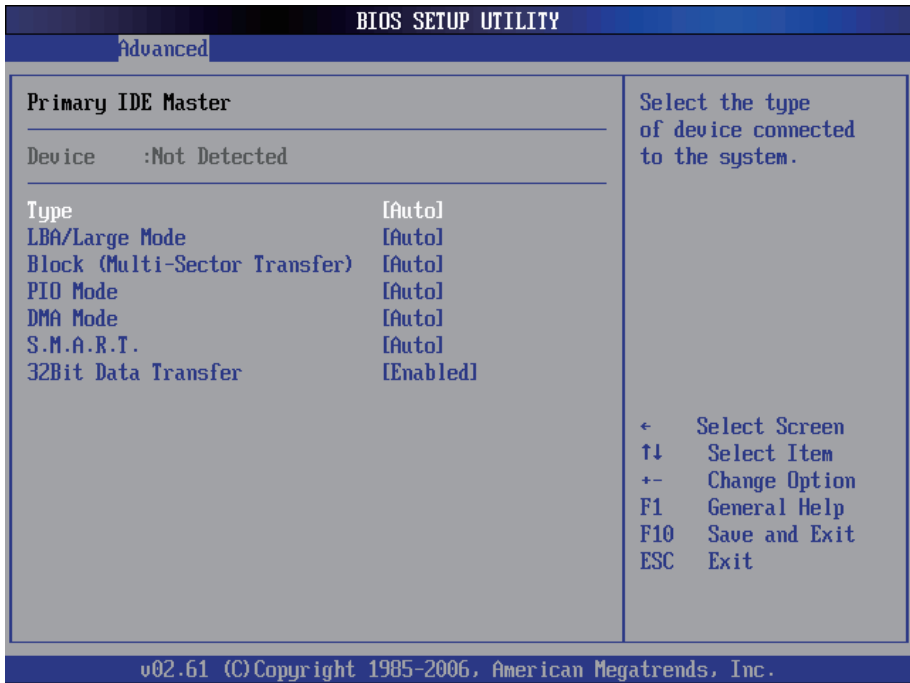 BIOS SETUP UTILITY
Advanced
Primary IDE Master
Device :Not Detected
Type [Auto]
LBA/Large Mode [Auto]
Block (Multi-Sector Transfer) [Auto]
PIO Mode [Auto]
DMA Mode [Auto]
S.M.A.R.T. [Auto]
32Bit Data Transfer [Enabled]
Select the type
of device connected
to the system.
← Select Screen
↑↓ Select Item
+- Change Option
F1 General Help
F10 Save and Exit
ESC Exit
v02.61 (C)Copyright 1985-2006, American Megatrends, Inc.